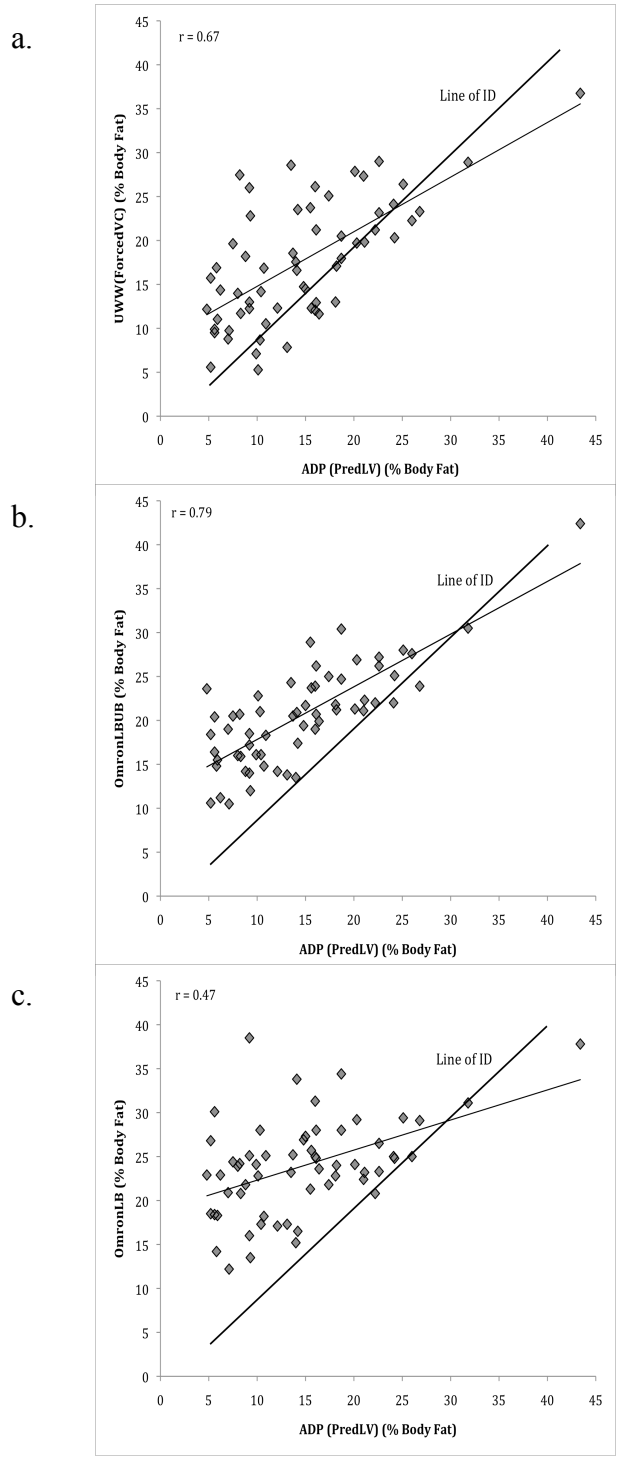 a.
r = 0.67
Line of ID
UWW(ForcedVC) (% Body Fat)
45
40
35
30
25
20
15
10
5
0
0 5 10 15 20 25 30 35 40 45
ADP (PredLV) (% Body Fat)
b.
r = 0.79
Line of ID
OmronLBUB (% Body Fat)
45
40
35
30
25
20
15
10
5
0
0 5 10 15 20 25 30 35 40 45
ADP (PredLV) (% Body Fat)
c.
r = 0.47
Line of ID
OmronLB (% Body Fat)
45
40
35
30
25
20
15
10
5
0
0 5 10 15 20 25 30 35 40 45
ADP (PredLV) (% Body Fat)